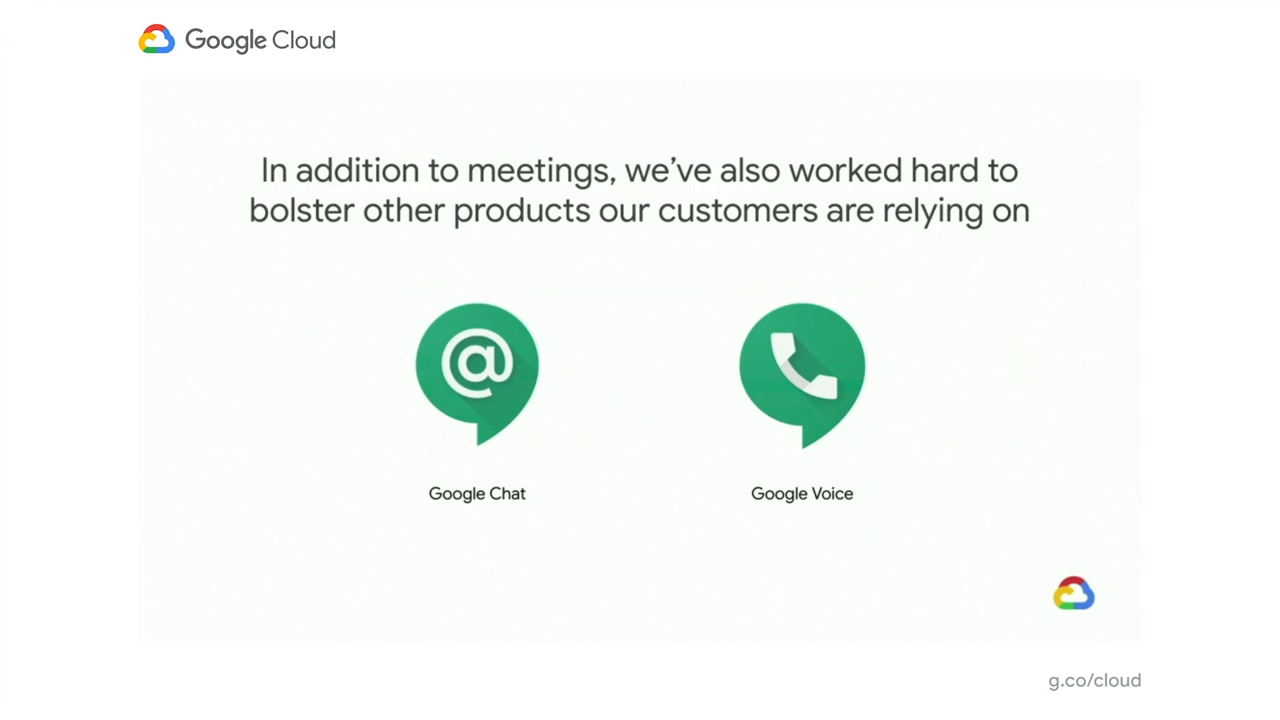 Google Cloud
In addition to meetings, we've also worked hard to
bolster other products our customers are relying on
@
Google Chat
Google Voice
g.co/cloud